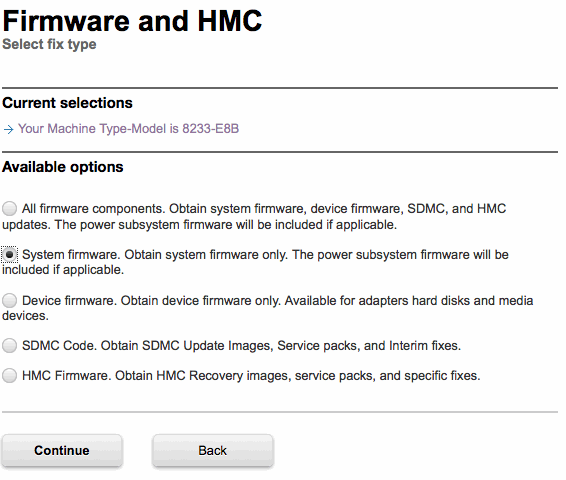 Firmware and HMC
Select fix type
Current selections
Your Machine Type-Model is 8233-E8B
Available options
All firmware components. Obtain system firmware, device firmware, SDMC, and HMC
updates. The power subsystem firmware will be included if applicable.
System firmware. Obtain system firmware only. The power subsystem firmware will be
included if applicable.
Device firmware. Obtain device firmware only. Available for adapters hard disks and media
devices.
SDMC Code. Obtain SDMC Update Images, Service packs, and Interim fixes.
HMC Firmware. Obtain HMC Recovery images, service packs, and specific fixes.
Continue
Back